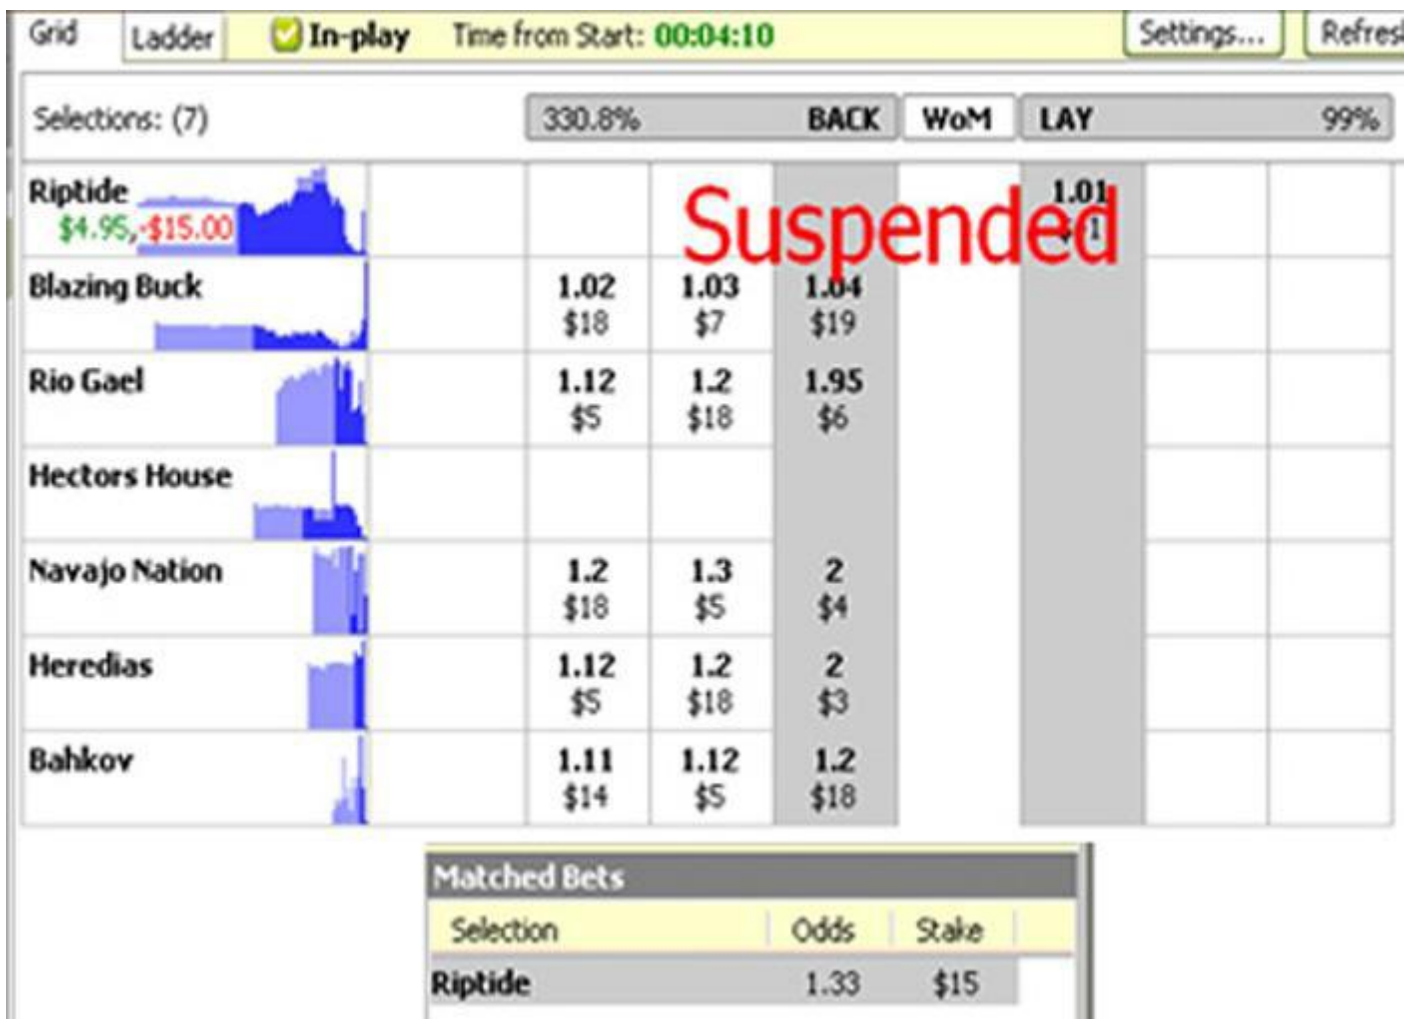 Grid Ladder In-play Time from Start: 00:04:10 Settings... Refres
Selections: (7) 330.8% BACK WoM LAY 99%
Riptide 1.01
$4.95,-$15.00
Suspended
Blazing Buck 1.02 1.03 1.04
$18 $7 $19
Rio Gael 1.12 1.2 1.95
$5 $18 $6
Hectors House
Navajo Nation 1.2 1.3 2
$18 $5 $4
Heredias 1.12 1.2 2
$5 $18 $3
Bahkov 1.11 1.12 1.2
$14 $5 $18
Matched Bets
Selection Odds Stake
Riptide 1.33 $15